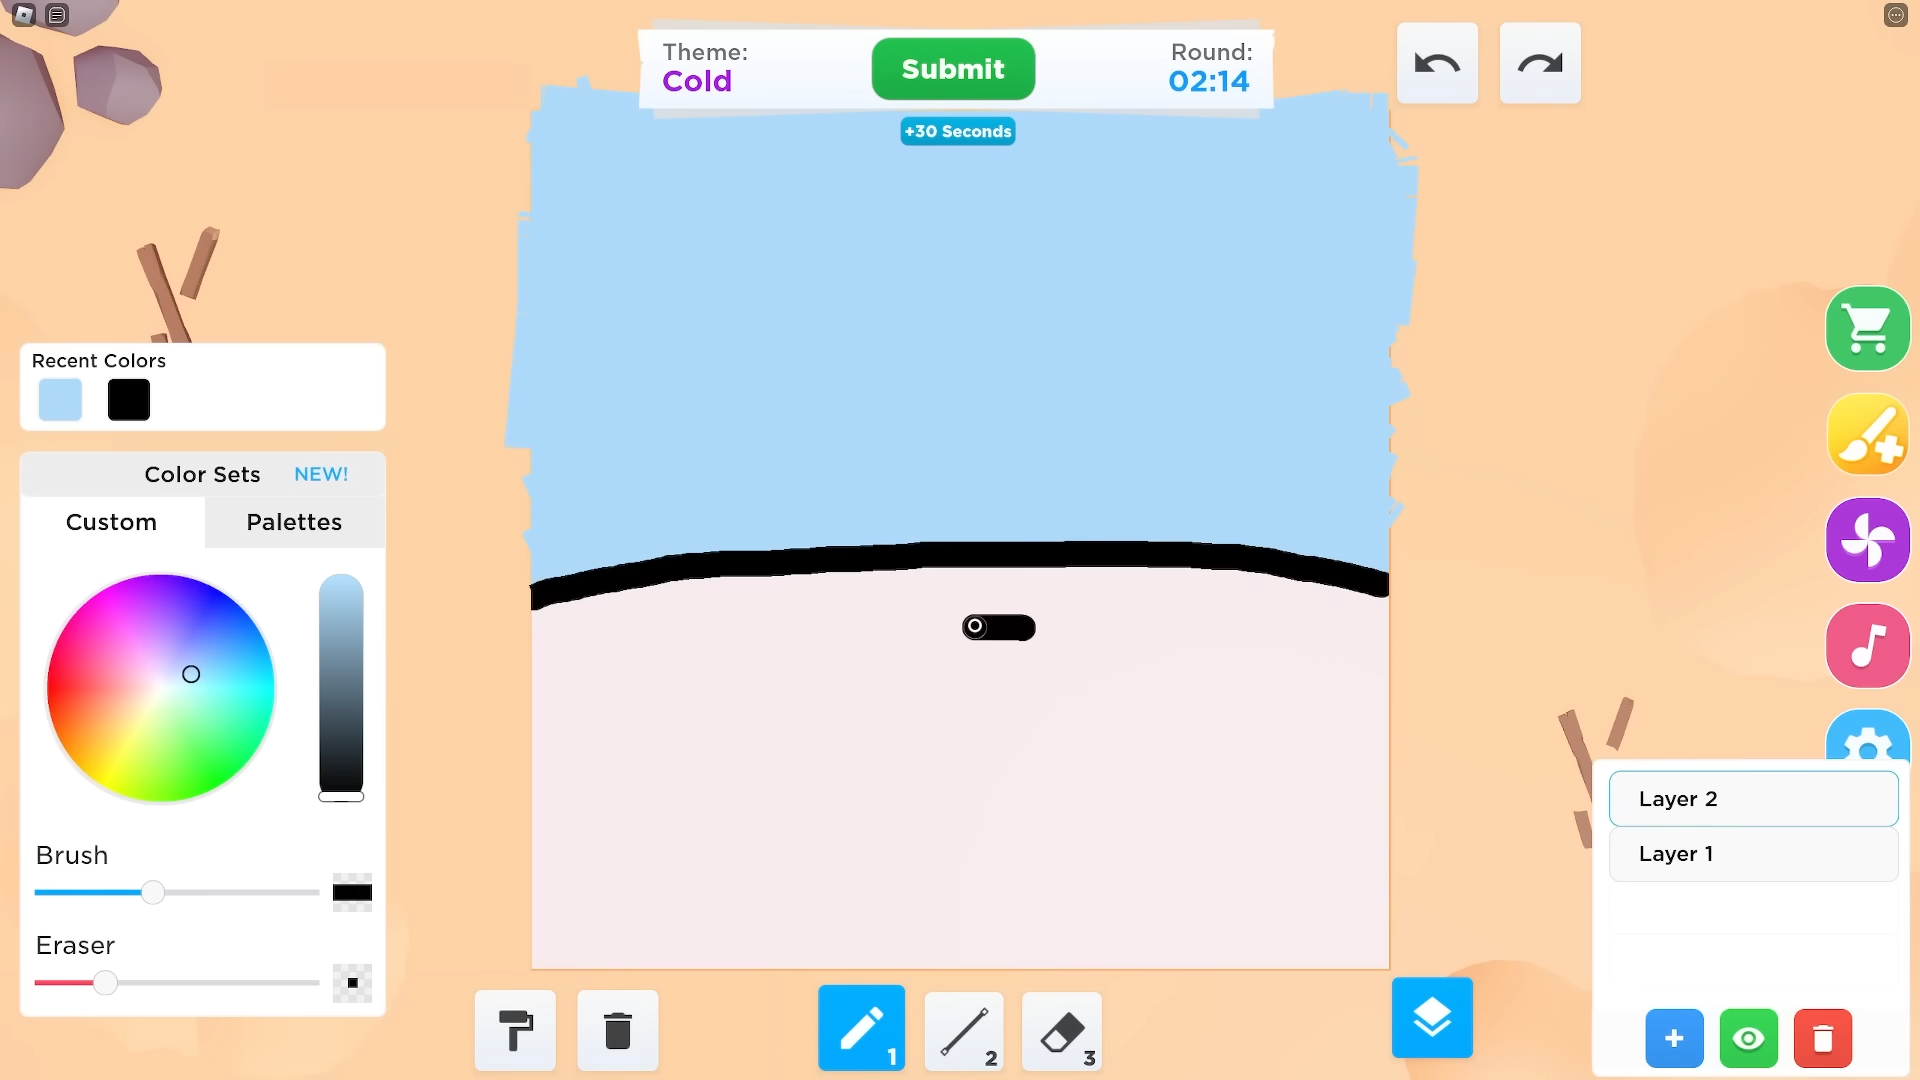 Theme:
Cold
Submit
Round:
02:14
+30 Seconds
Recent Colors
Color Sets
NEW!
Custom
Palettes
Brush
Eraser
1
2
3
Layer 2
Layer 1